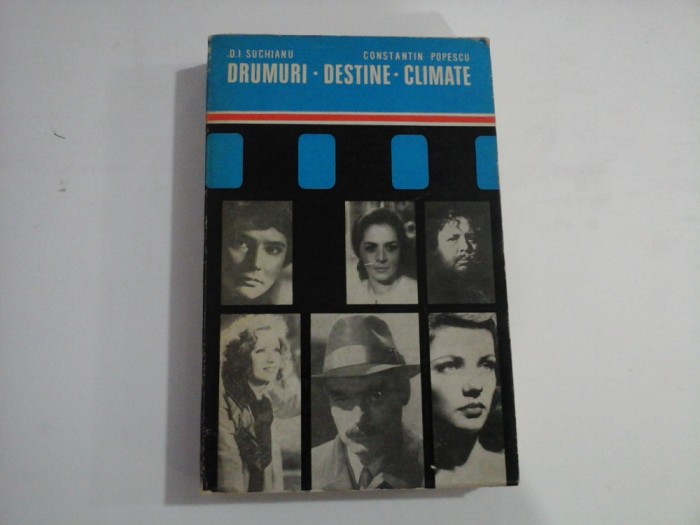 D.I. SUCHIANU CONSTANTIN POPESCU
DRUMURI · DESTINE · CLIMATE